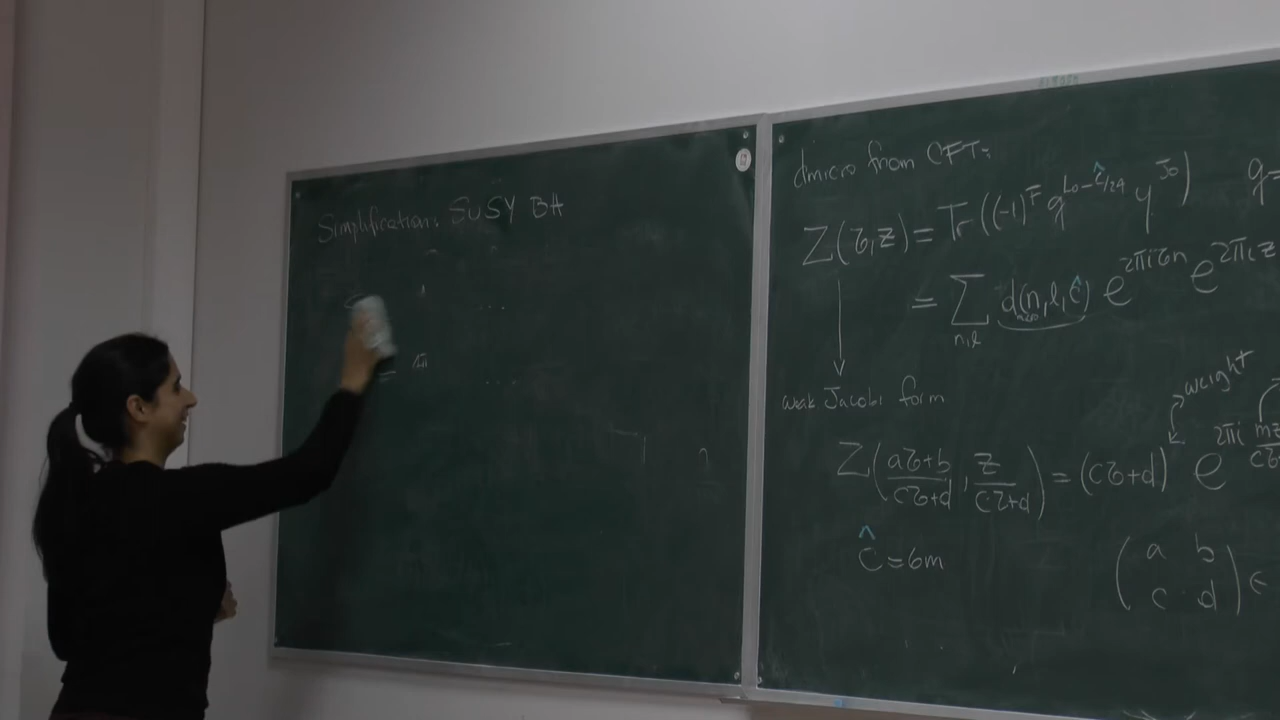 Simplification: SUSY BH
dmicro from CFT:
Z(τ,z) = Tr((-1)^F q^{L0-ĉ/24} y^{J0}) q=
= Σ_{n,l} d(n,l,ĉ) e^{2πiτn} e^{2πiz
weak Jacobi form
weight
Z((aτ+b)/(cτ+d), z/(cτ+d)) = (cτ+d) e^{2πi mz
ĉ=6m
(a b
c d) ∈